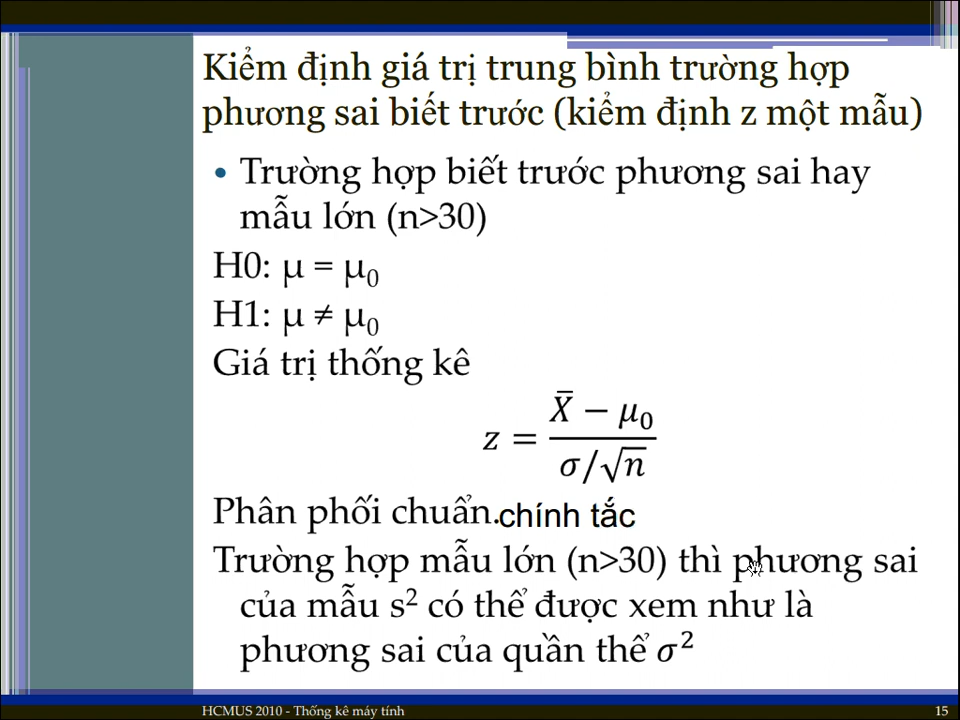 Kiểm định giá trị trung bình trường hợp
phương sai biết trước (kiểm định z một mẫu)
• Trường hợp biết trước phương sai hay
mẫu lớn (n>30)
H0: μ = μ₀
H1: μ ≠ μ₀
Giá trị thống kê
z = (X̄ − μ₀) / (σ/√n)
Phân phối chuẩn.chính tắc
Trường hợp mẫu lớn (n>30) thì phương sai
của mẫu s² có thể được xem như là
phương sai của quần thể σ²
HCMUS 2010 - Thống kê máy tính 15